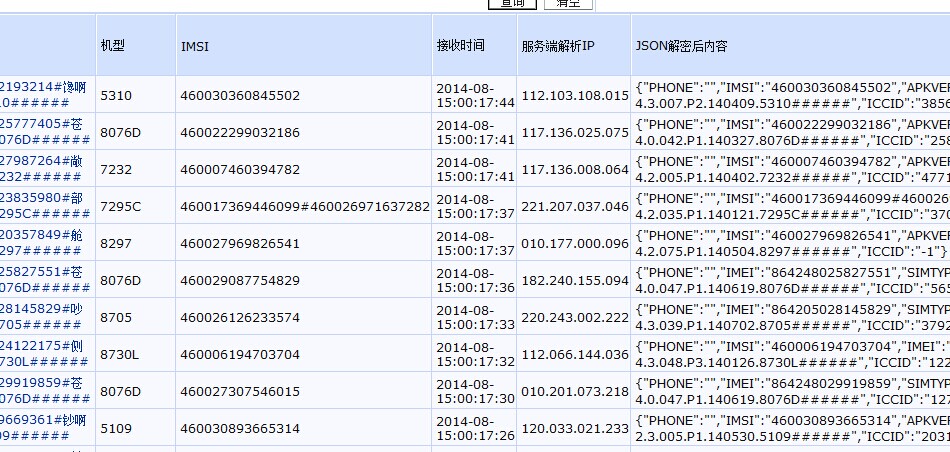 查询 清空
机型 IMSI 接收时间 服务端解析IP JSON解密后内容
2193214#馋啊 2014-08- {"PHONE":"","IMSI":"460030360845502","APKVER
10###### 5310 460030360845502 15:00:17:44 112.103.108.015 4.3.007.P2.140409.5310######","ICCID":"3856
25777405#苍 2014-08- {"PHONE":"","IMSI":"460022299032186","APKVER
076D###### 8076D 460022299032186 15:00:17:41 117.136.025.075 4.0.042.P1.140327.8076D######","ICCID":"258
27987264#敞 2014-08- {"PHONE":"","IMSI":"460007460394782","APKVER
232###### 7232 460007460394782 15:00:17:41 117.136.008.064 4.2.005.P1.140402.7232######","ICCID":"4771
23835980#部 2014-08- {"PHONE":"","IMSI":"460017369446099#460026
295C###### 7295C 460017369446099#460026971637282 15:00:17:37 221.207.037.046 4.2.035.P1.140121.7295C######","ICCID":"370
20357849#舱 2014-08- {"PHONE":"","IMSI":"460027969826541","APKVER
297###### 8297 460027969826541 15:00:17:37 010.177.000.096 4.2.075.P1.140504.8297######","ICCID":"-1"}
25827551#苍 2014-08- {"PHONE":"","IMEI":"864248025827551","SIMTYP
076D###### 8076D 460029087754829 15:00:17:36 182.240.155.094 4.0.047.P1.140619.8076D######","ICCID":"565
28145829#吵 2014-08- {"PHONE":"","IMEI":"864205028145829","SIMTYP
705###### 8705 460026126233574 15:00:17:33 220.243.002.222 4.3.039.P1.140702.8705######","ICCID":"3792
24122175#侧 2014-08- {"PHONE":"","IMSI":"460006194703704","IMEI":"
730L###### 8730L 460006194703704 15:00:17:32 112.066.144.036 4.3.048.P3.140126.8730L######","ICCID":"122
29919859#苍 2014-08- {"PHONE":"","IMEI":"864248029919859","SIMTYP
076D###### 8076D 460027307546015 15:00:17:30 010.201.073.218 4.0.047.P1.140619.8076D######","ICCID":"127
9669361#钞啊 2014-08- {"PHONE":"","IMSI":"460030893665314","APKVER
09###### 5109 460030893665314 15:00:17:26 120.033.021.233 2.3.005.P1.140530.5109######","ICCID":"2031